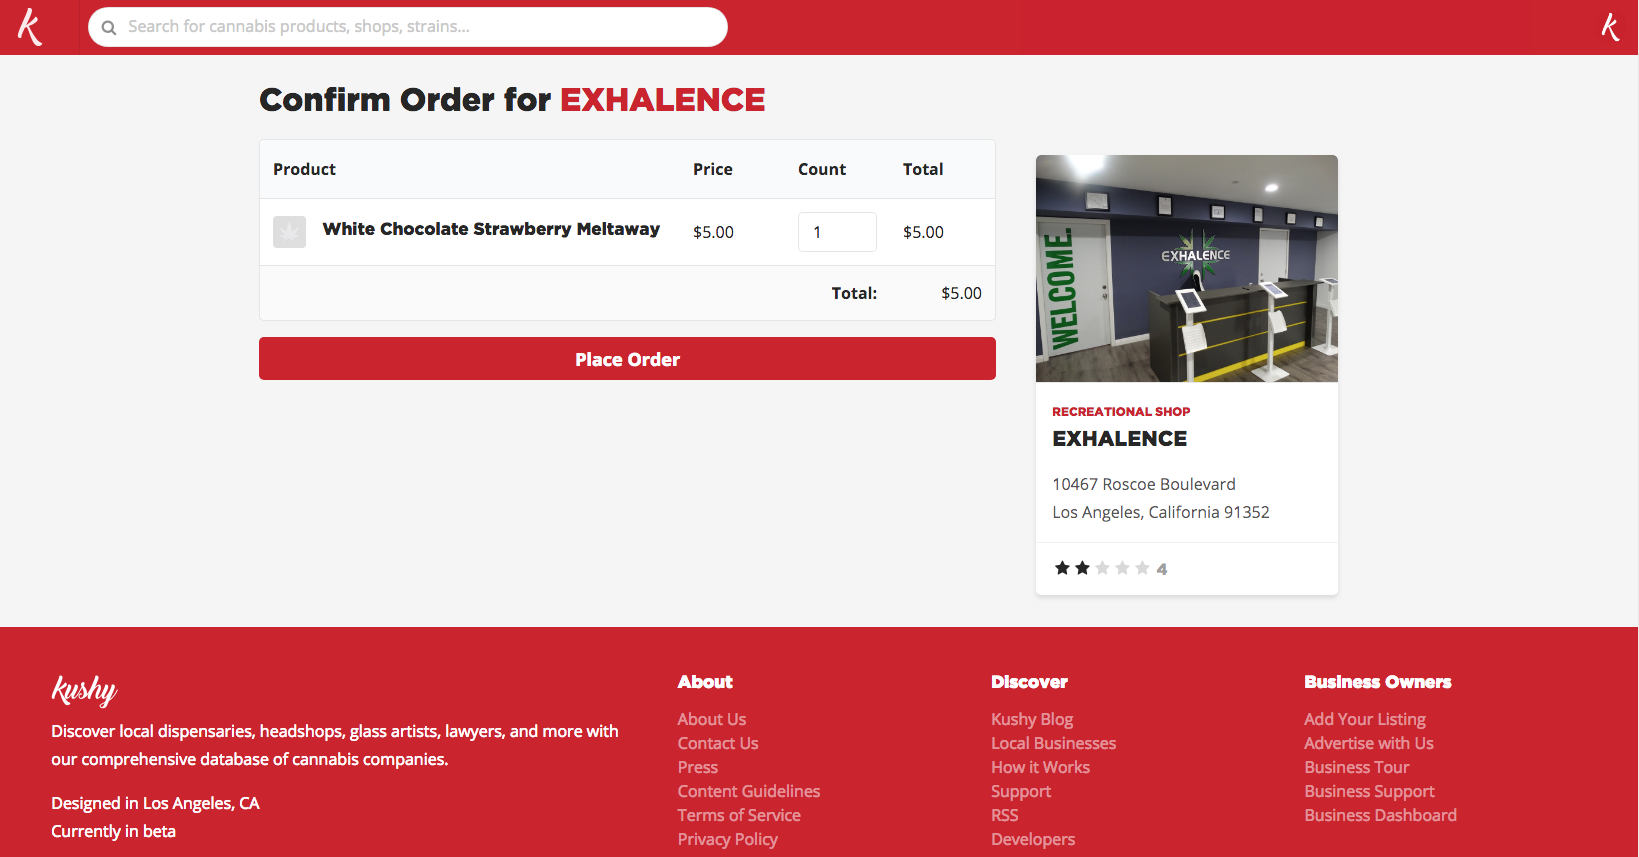 k
Search for cannabis products, shops, strains...
k
Confirm Order for EXHALENCE
Product Price Count Total
White Chocolate Strawberry Meltaway $5.00 1 $5.00
Total: $5.00
Place Order
WELCOME.
EXHALENCE
RECREATIONAL SHOP
EXHALENCE
10467 Roscoe Boulevard
Los Angeles, California 91352
4
kushy
Discover local dispensaries, headshops, glass artists, lawyers, and more with
our comprehensive database of cannabis companies.
Designed in Los Angeles, CA
Currently in beta
About
About Us
Contact Us
Press
Content Guidelines
Terms of Service
Privacy Policy
Discover
Kushy Blog
Local Businesses
How it Works
Support
RSS
Developers
Business Owners
Add Your Listing
Advertise with Us
Business Tour
Business Support
Business Dashboard